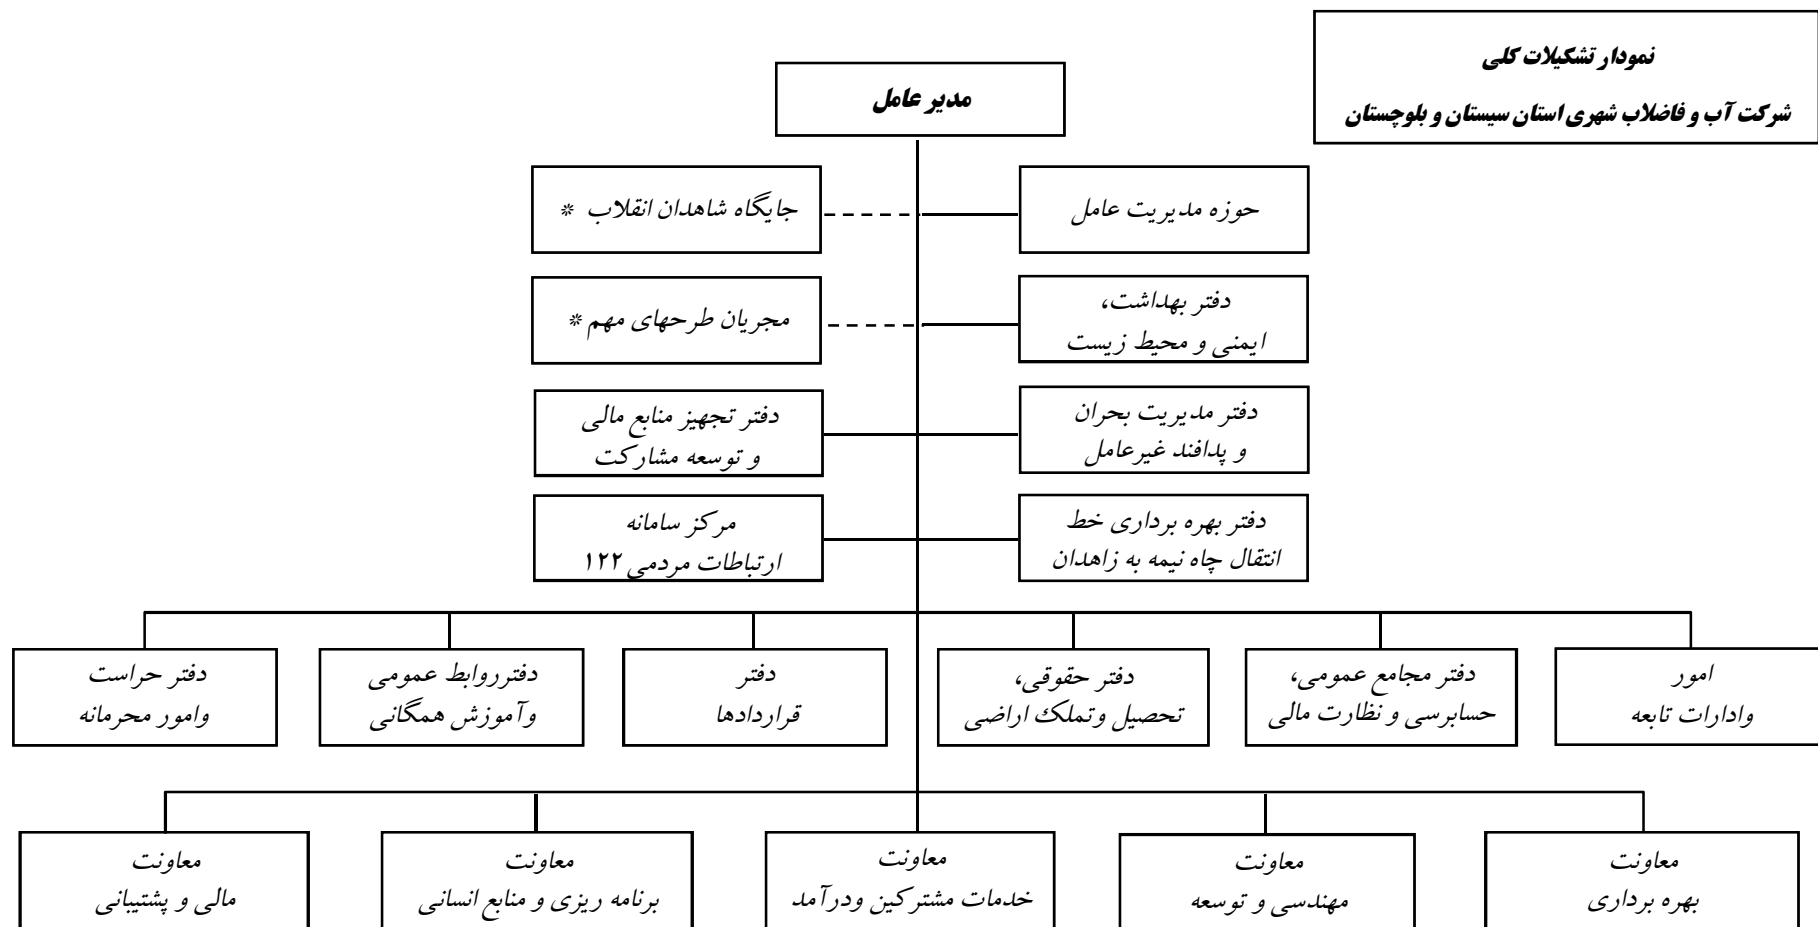 نمودار تشکیلات کلی
شرکت آب و فاضلاب شهری استان سیستان و بلوچستان
مدیر عامل
حوزه مدیریت عامل
جایگاه شاهدان انقلاب *
دفتر بهداشت،
ایمنی و محیط زیست
مجریان طرحهای مهم *
دفتر مدیریت بحران
و پدافند غیرعامل
دفتر تجهیز منابع مالی
و توسعه مشارکت
دفتر بهره برداری خط
انتقال چاه نیمه به زاهدان
مرکز سامانه
ارتباطات مردمی ۱۲۲
امور
وادارات تابعه
دفتر مجامع عمومی،
حسابرسی و نظارت مالی
دفتر حقوقی،
تحصیل وتملک اراضی
دفتر
قراردادها
دفترروابط عمومی
وآموزش همگانی
دفتر حراست
وامور محرمانه
معاونت
بهره برداری
معاونت
مهندسی و توسعه
معاونت
خدمات مشترکین ودرآمد
معاونت
برنامه ریزی و منابع انسانی
معاونت
مالی و پشتیبانی